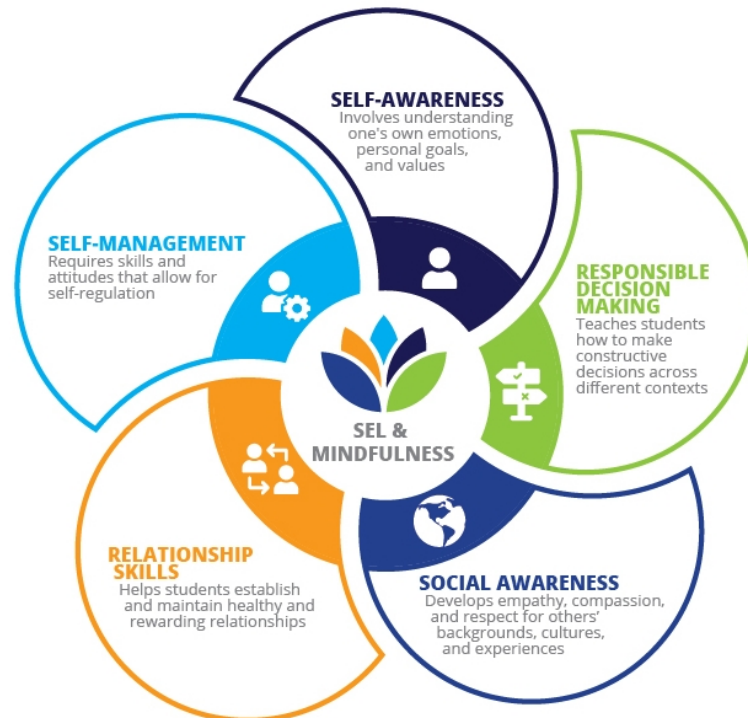 SELF-AWARENESS
Involves understanding
one's own emotions,
personal goals,
and values
SELF-MANAGEMENT
Requires skills and
attitudes that allow for
self-regulation
RESPONSIBLE
DECISION
MAKING
Teaches students
how to make
constructive
decisions across
different contexts
SEL &
MINDFULNESS
RELATIONSHIP
SKILLS
Helps students establish
and maintain healthy and
rewarding relationships
SOCIAL AWARENESS
Develops empathy, compassion,
and respect for others’
backgrounds, cultures,
and experiences